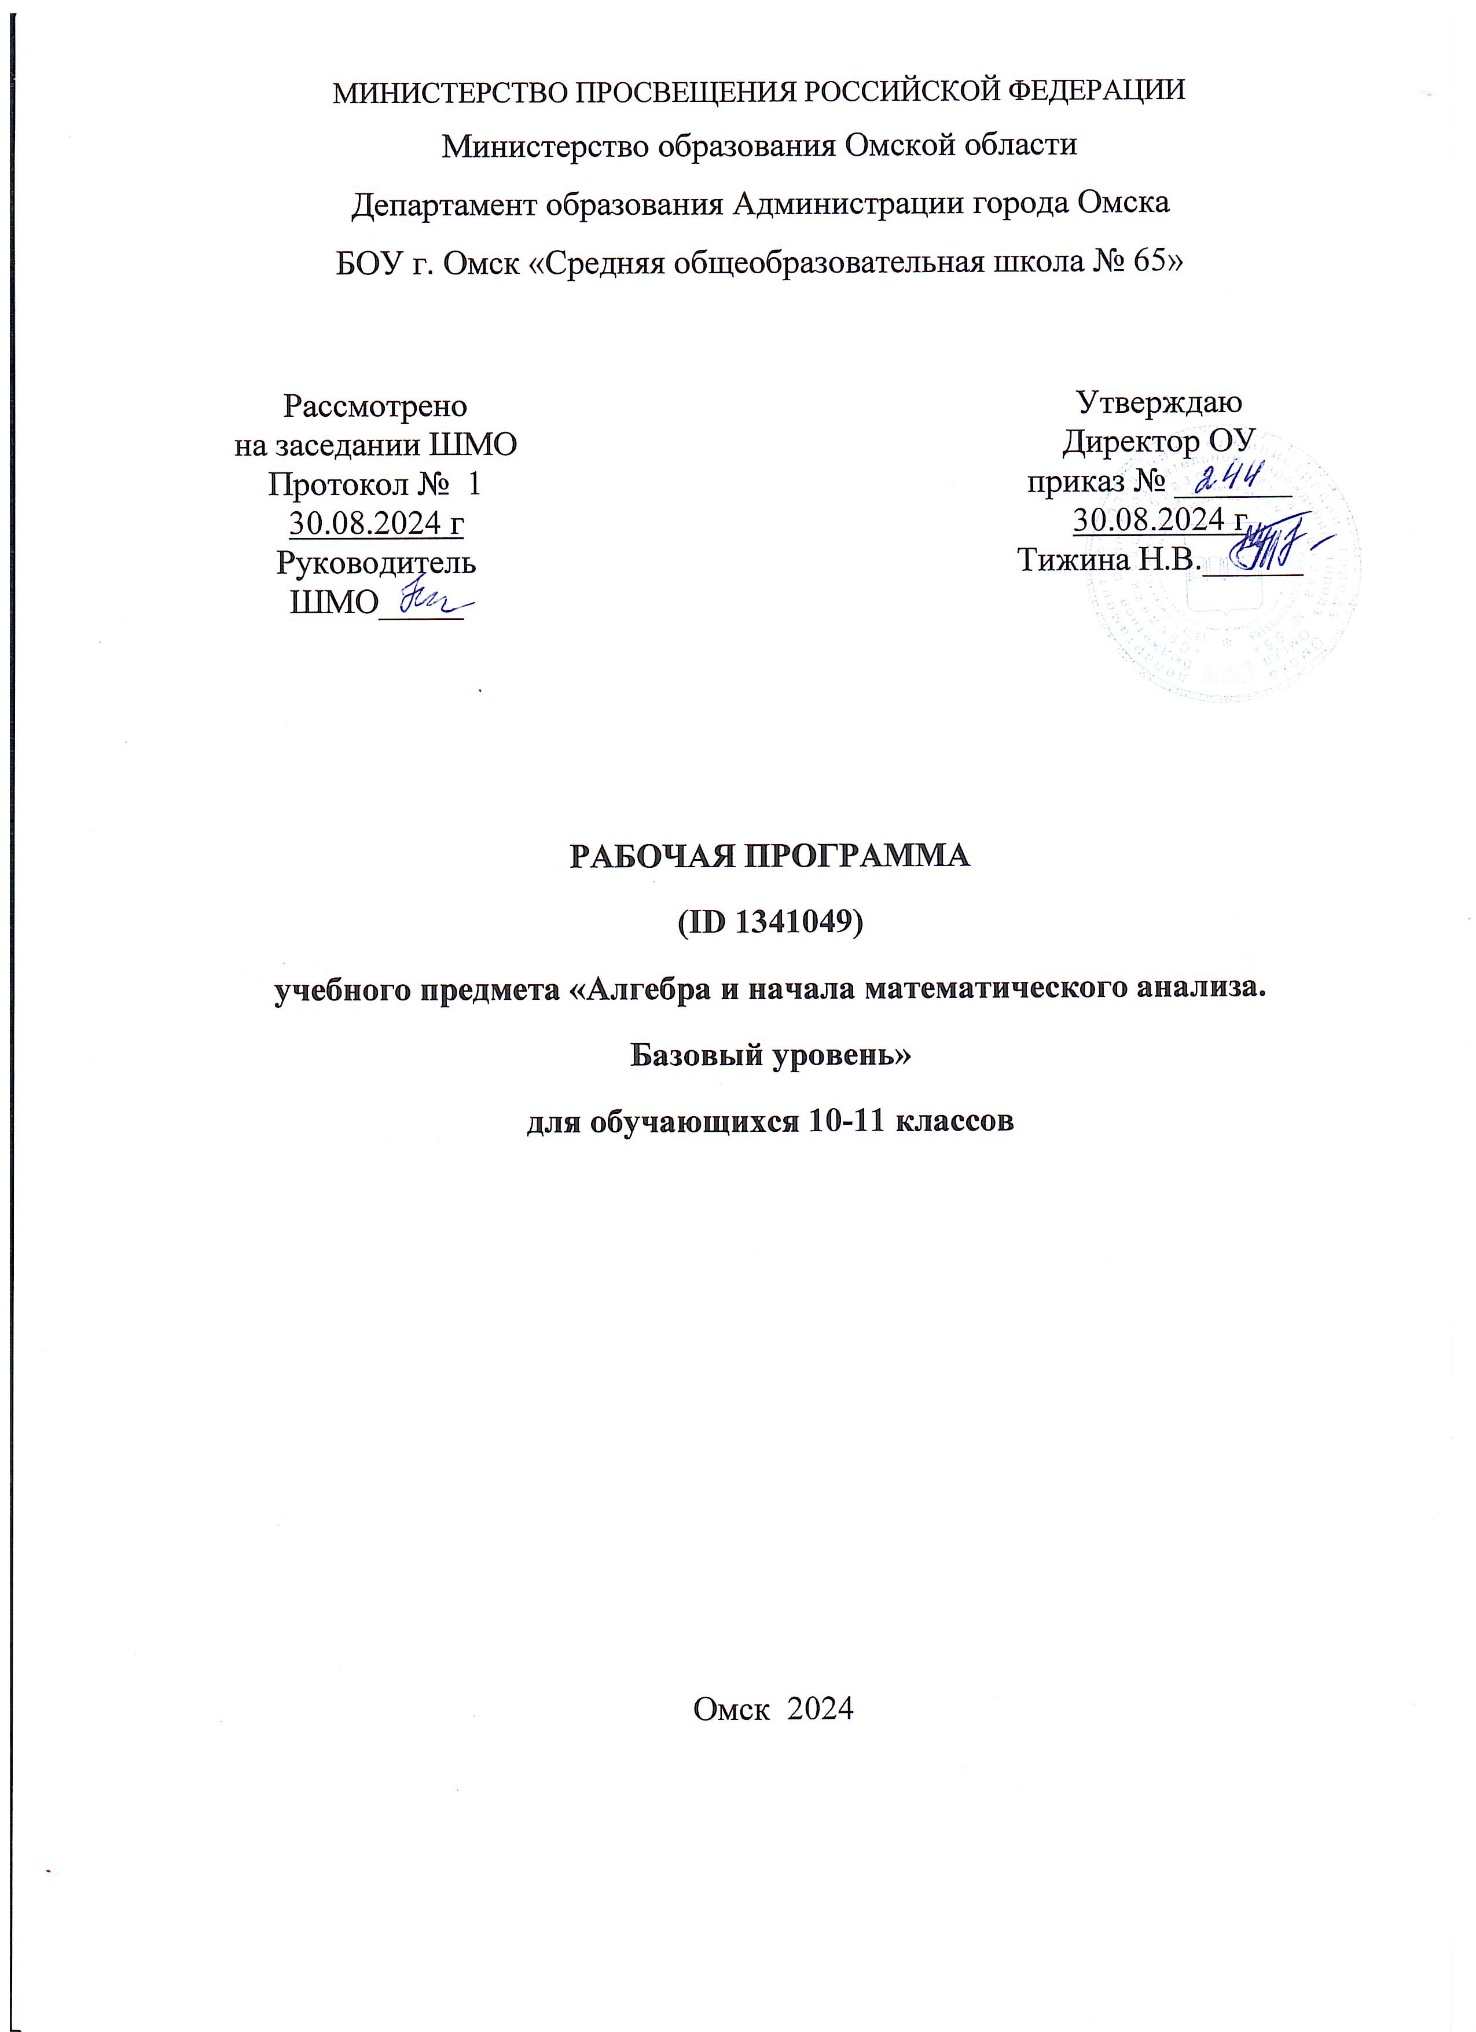 МИНИСТЕРСТВО ПРОСВЕЩЕНИЯ РОССИЙСКОЙ ФЕДЕРАЦИИ
Министерство образования Омской области
Департамент образования Администрации города Омска
БОУ г. Омск «Средняя общеобразовательная школа № 65»
Рассмотрено
на заседании ШМО
Протокол № 1
30.08.2024 г
Руководитель
ШМО
Утверждаю
Директор ОУ
приказ № 244
30.08.2024 г
Тижина Н.В.
РАБОЧАЯ ПРОГРАММА
(ID 1341049)
учебного предмета «Алгебра и начала математического анализа.
Базовый уровень»
для обучающихся 10-11 классов
Омск 2024